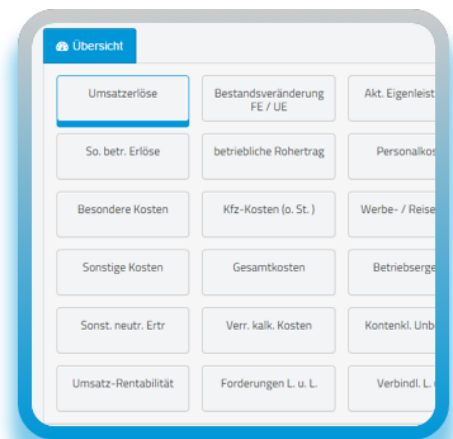 Übersicht
Umsatzerlöse
Bestandsveränderung
FE / UE
Akt. Eigenleist
So. betr. Erlöse
betriebliche Rohertrag
Personalkos
Besondere Kosten
Kfz-Kosten (o. St. )
Werbe- / Reise
Sonstige Kosten
Gesamtkosten
Betriebserge
Sonst. neutr. Ertr
Verr. kalk. Kosten
Kontenkl. Unb
Umsatz-Rentabilität
Forderungen L. u. L.
Verbindl. L.